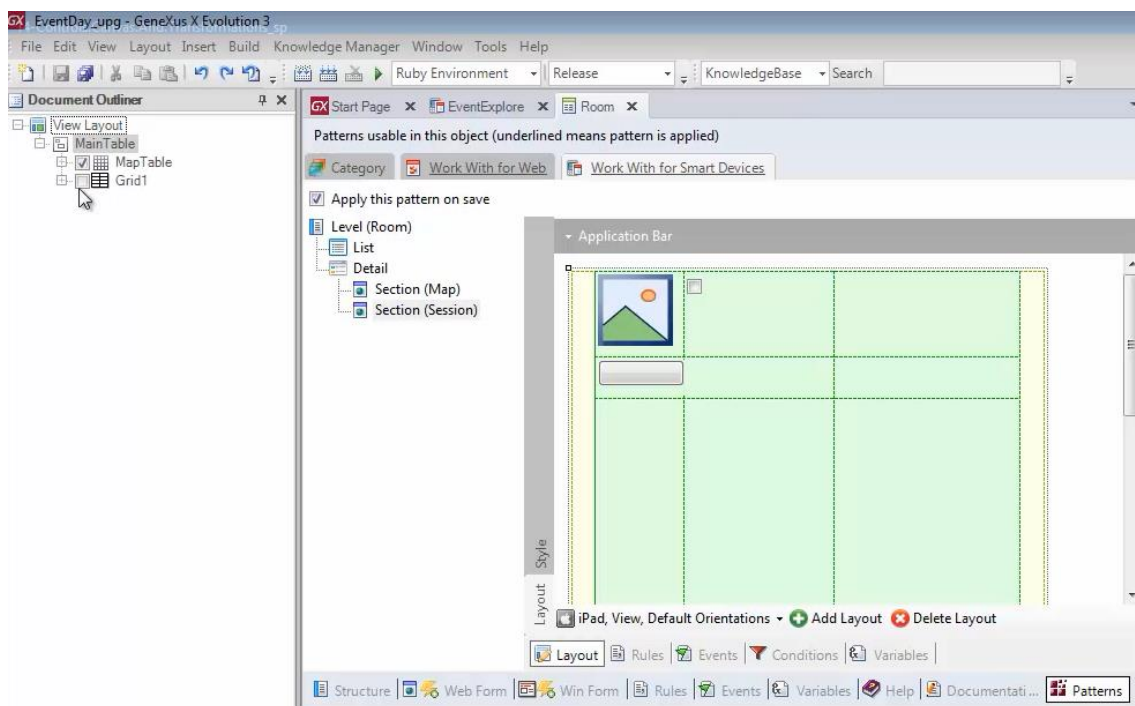 EventDay_upg - GeneXus X Evolution 3
File Edit View Layout Insert Build Knowledge Manager Window Tools Help
Ruby Environment Release KnowledgeBase Search
Document Outliner
View Layout
MainTable
MapTable
Grid1
Start Page EventExplore Room
Patterns usable in this object (underlined means pattern is applied)
Category Work With for Web Work With for Smart Devices
Apply this pattern on save
Level (Room)
List
Detail
Section (Map)
Section (Session)
Application Bar
Style
Layout
iPad, View, Default Orientations Add Layout Delete Layout
Layout Rules Events Conditions Variables
Structure Web Form Win Form Rules Events Variables Help Documentati... Patterns